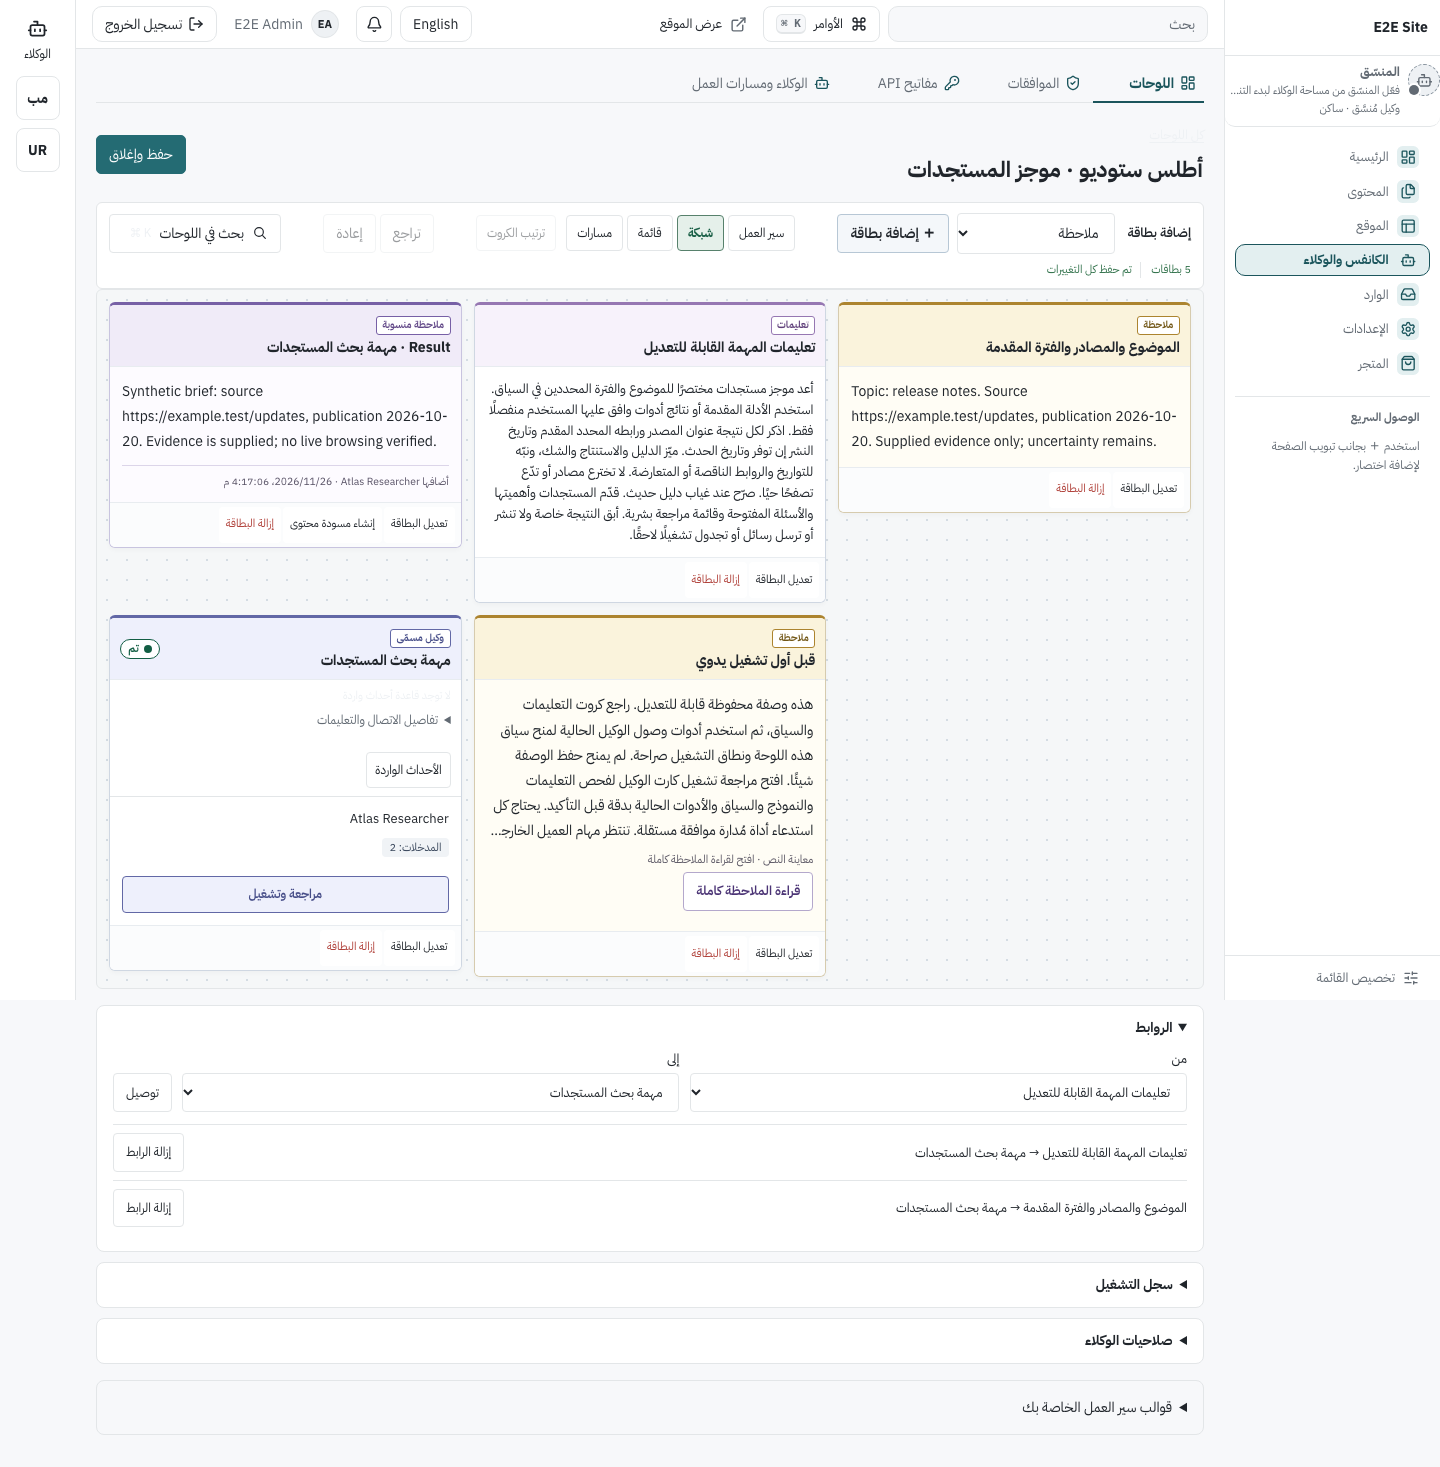 E2E Site
المنسّق
فعّل المنسّق من مساحة الوكلاء لبدء التن...
وكيل مُنسَّق · ساكن
الرئيسية
المحتوى
الموقع
الكانفس والوكلاء
الوارد
الإعدادات
المتجر
الوصول السريع
استخدم + بجانب تبويب الصفحة
لإضافة اختصار.
تخصيص القائمة
بحث
الأوامر ⌘ K
عرض الموقع
English
EA E2E Admin
تسجيل الخروج
الوكلاء
مب
UR
اللوحات
الموافقات
مفاتيح API
الوكلاء ومسارات العمل
كل اللوحات
أطلس ستوديو · موجز المستجدات
حفظ وإغلاق
إضافة بطاقة
ملاحظة
+ إضافة بطاقة
سير العمل
شبكة
قائمة
مسارات
ترتيب الكروت
تراجع
إعادة
بحث في اللوحات ⌘ K
5 بطاقات
تم حفظ كل التغييرات
ملاحظة
الموضوع والمصادر والفترة المقدمة
Topic: release notes. Source
https://example.test/updates, publication 2026-10-
20. Supplied evidence only; uncertainty remains.
تعديل البطاقة
إزالة البطاقة
تعليمات
تعليمات المهمة القابلة للتعديل
أعد موجز مستجدات مختصرًا للموضوع والفترة المحددين في السياق.
استخدم الأدلة المقدمة أو نتائج أدوات وافق عليها المستخدم منفصلًا
فقط. اذكر لكل نتيجة عنوان المصدر ورابطه المحدد المقدم وتاريخ
النشر إن توفر وتاريخ الحدث. ميّز الدليل والاستنتاج والشك، ونبّه
للتواريخ والروابط الناقصة أو المتعارضة. لا تخترع مصادر أو تدّعِ
تصفحًا حيًا. صرّح عند غياب دليل حديث. قدّم المستجدات وأهميتها
والأسئلة المفتوحة وقائمة مراجعة بشرية. أبق النتيجة خاصة ولا تنشر
أو ترسل رسائل أو تجدول تشغيلًا لاحقًا.
تعديل البطاقة
إزالة البطاقة
ملاحظة منسوبة
Result · مهمة بحث المستجدات
Synthetic brief: source
https://example.test/updates, publication 2026-10-
20. Evidence is supplied; no live browsing verified.
أضافها Atlas Researcher · 2026/11/26، 4:17:06 م
تعديل البطاقة
إنشاء مسودة محتوى
إزالة البطاقة
ملاحظة
قبل أول تشغيل يدوي
هذه وصفة محفوظة قابلة للتعديل. راجع كروت التعليمات
والسياق، ثم استخدم أدوات وصول الوكيل الحالية لمنح سياق
هذه اللوحة ونطاق التشغيل صراحة. لم يمنح حفظ الوصفة
شيئًا. افتح مراجعة تشغيل كارت الوكيل لفحص التعليمات
والنموذج والسياق والأدوات الحالية بدقة قبل التأكيد. يحتاج كل
استدعاء أداة مُدارة موافقة مستقلة. تنتظر مهام العميل الخارجـ...
معاينة النص · افتح لقراءة الملاحظة كاملة
قراءة الملاحظة كاملة
تعديل البطاقة
إزالة البطاقة
وكيل مسمّى
مهمة بحث المستجدات
تم
لا توجد قاعدة أحداث واردة
تفاصيل الاتصال والتعليمات
الأحداث الواردة
Atlas Researcher
المدخلات: 2
مراجعة وتشغيل
تعديل البطاقة
إزالة البطاقة
الروابط
من
إلى
تعليمات المهمة القابلة للتعديل
مهمة بحث المستجدات
توصيل
تعليمات المهمة القابلة للتعديل → مهمة بحث المستجدات
إزالة الرابط
الموضوع والمصادر والفترة المقدمة → مهمة بحث المستجدات
إزالة الرابط
سجل التشغيل
صلاحيات الوكلاء
قوالب سير العمل الخاصة بك